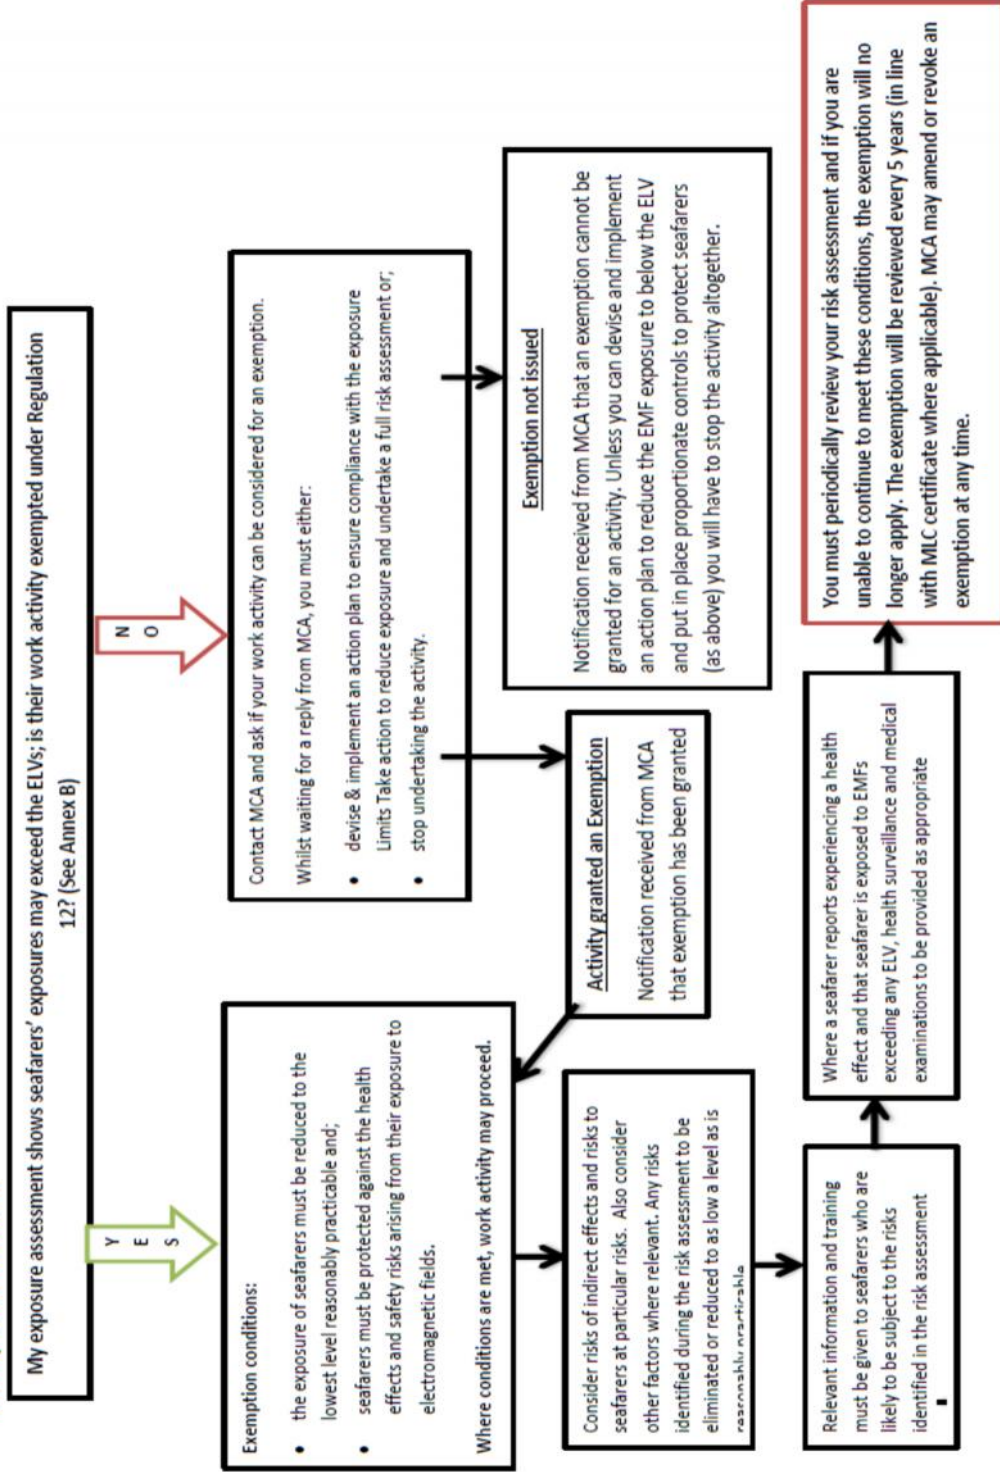 My exposure assessment shows seafarers' exposures may exceed the ELVs; is their work activity exempted under Regulation
12? (See Annex B)
Y
E
S
N
O
Exemption conditions:
• the exposure of seafarers must be reduced to the
lowest level reasonably practicable and;
• seafarers must be protected against the health
effects and safety risks arising from their exposure to
electromagnetic fields.
Where conditions are met, work activity may proceed.
Contact MCA and ask if your work activity can be considered for an exemption.
Whilst waiting for a reply from MCA, you must either:
• devise & implement an action plan to ensure compliance with the exposure
Limits Take action to reduce exposure and undertake a full risk assessment or;
• stop undertaking the activity.
Activity granted an Exemption
Notification received from MCA
that exemption has been granted
Exemption not issued
Notification received from MCA that an exemption cannot be
granted for an activity. Unless you can devise and implement
an action plan to reduce the EMF exposure to below the ELV
and put in place proportionate controls to protect seafarers
(as above) you will have to stop the activity altogether.
Consider risks of indirect effects and risks to
seafarers at particular risks. Also consider
other factors where relevant. Any risks
identified during the risk assessment to be
eliminated or reduced to as low a level as is
reasonably practicable
Relevant information and training
must be given to seafarers who are
likely to be subject to the risks
identified in the risk assessment
Where a seafarer reports experiencing a health
effect and that seafarer is exposed to EMFs
exceeding any ELV, health surveillance and medical
examinations to be provided as appropriate
You must periodically review your risk assessment and if you are
unable to continue to meet these conditions, the exemption will no
longer apply. The exemption will be reviewed every 5 years (in line
with MLC certificate where applicable). MCA may amend or revoke an
exemption at any time.